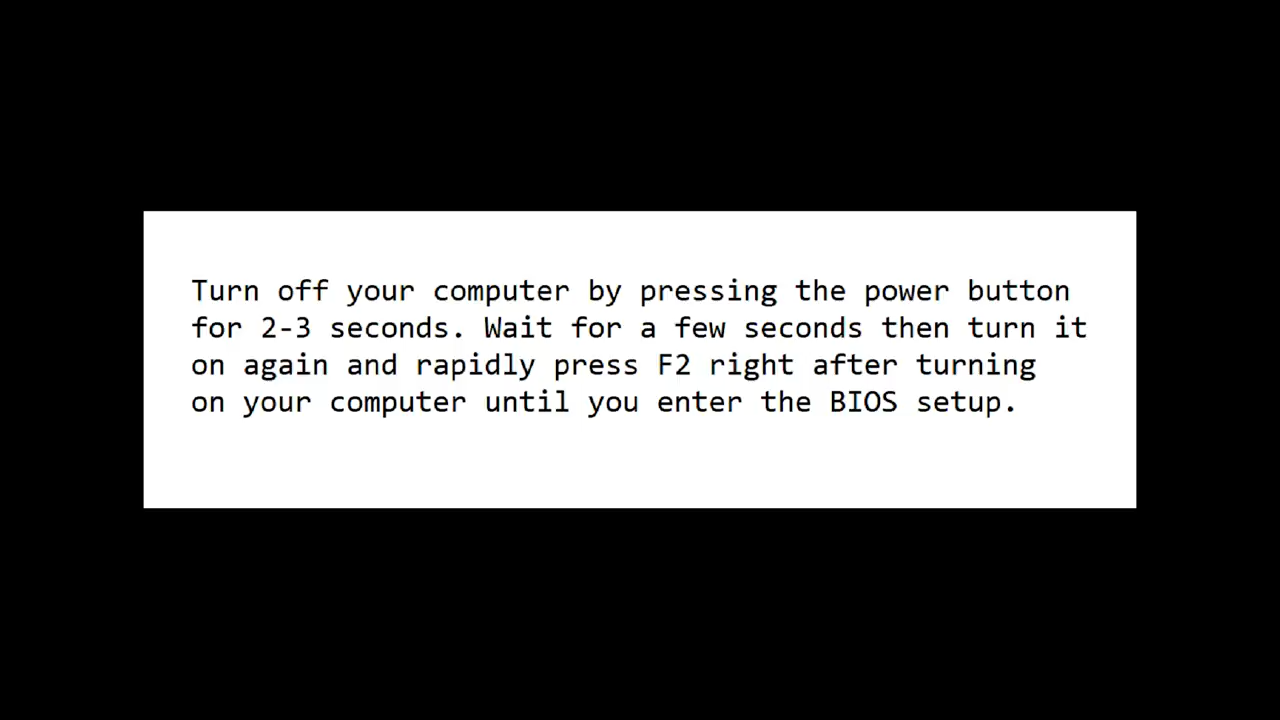 Turn off your computer by pressing the power button
for 2-3 seconds. Wait for a few seconds then turn it
on again and rapidly press F2 right after turning
on your computer until you enter the BIOS setup.